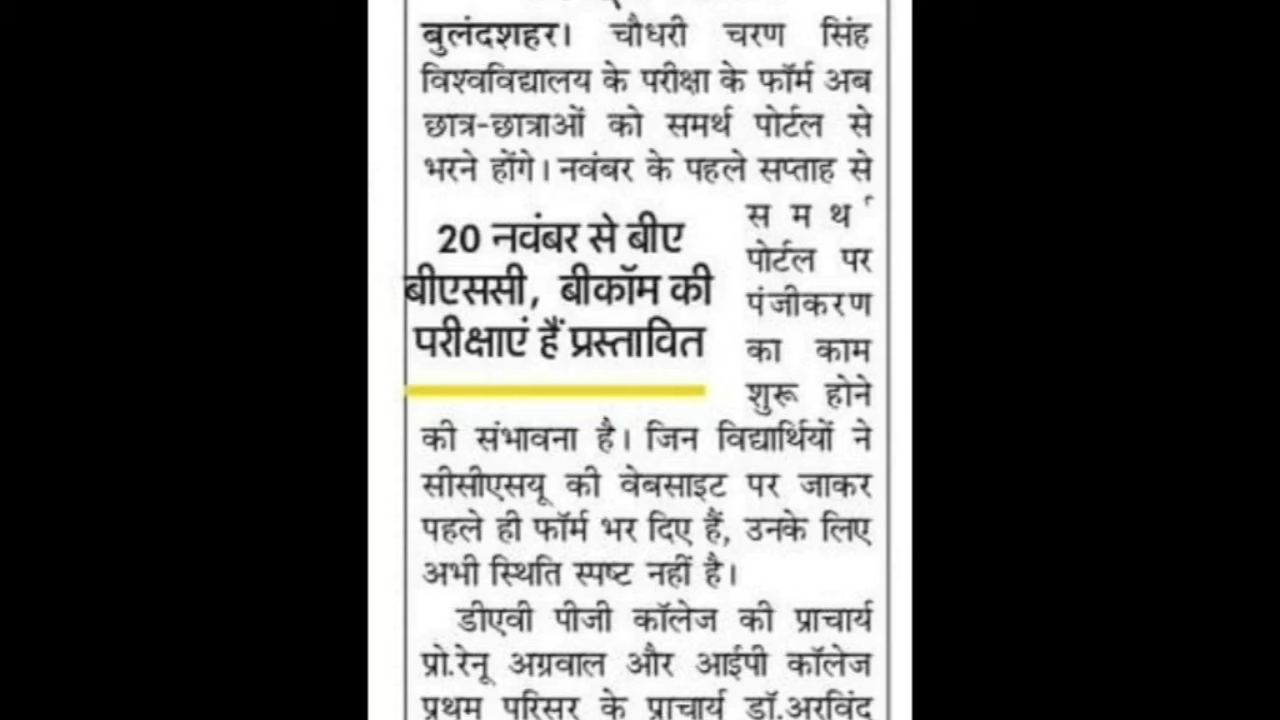 बुलंदशहर। चौधरी चरण सिंह
विश्वविद्यालय के परीक्षा के फॉर्म अब
छात्र-छात्राओं को समर्थ पोर्टल से
भरने होंगे। नवंबर के पहले सप्ताह से
समर्थ
पोर्टल पर
पंजीकरण
का काम
शुरू होने
20 नवंबर से बीए
बीएससी, बीकॉम की
परीक्षाएं हैं प्रस्तावित
की संभावना है। जिन विद्यार्थियों ने
सीसीएसयू की वेबसाइट पर जाकर
पहले ही फॉर्म भर दिए हैं, उनके लिए
अभी स्थिति स्पष्ट नहीं है।
डीएवी पीजी कॉलेज की प्राचार्य
प्रो.रेनू अग्रवाल और आईपी कॉलेज
प्रथम परिसर के प्राचार्य डॉ.अरविंद